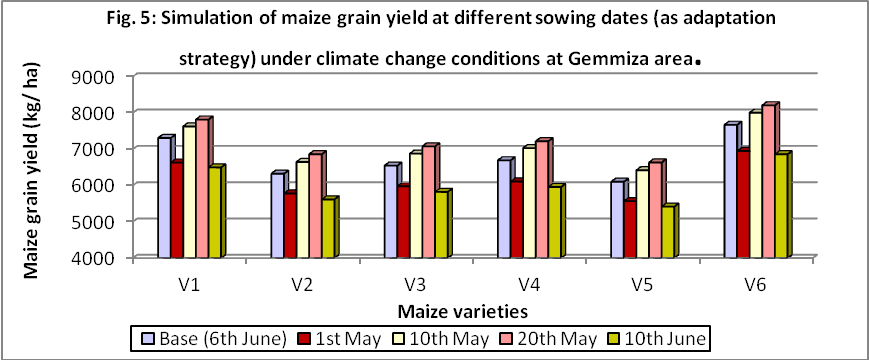 Fig. 5: Simulation of maize grain yield at different sowing dates (as adaptation
strategy) under climate change conditions at Gemmiza area.
Maize grain yield (kg/ ha)
9000
8000
7000
6000
5000
4000
V1 V2 V3 V4 V5 V6
Maize varieties
Base (6th June) 1st May 10th May 20th May 10th June